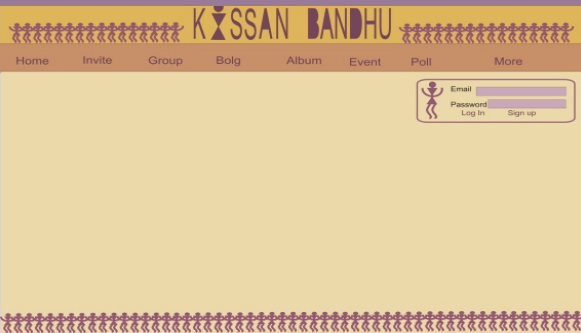 KISSAN BANDHU
Home Invite Group Bolg Album Event Poll More
Email
Password
Log In Sign up